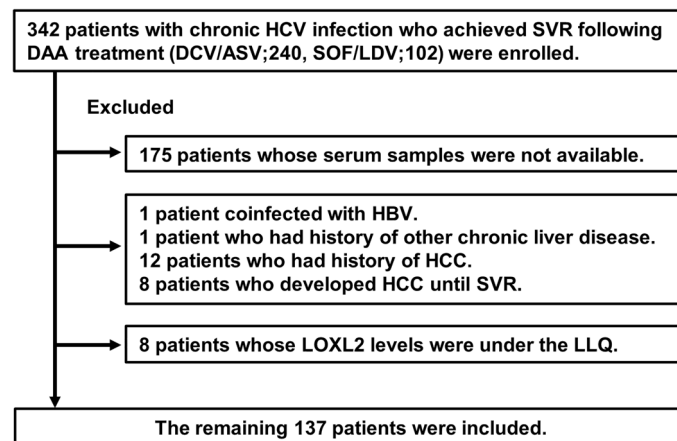 342 patients with chronic HCV infection who achieved SVR following
DAA treatment (DCV/ASV;240, SOF/LDV;102) were enrolled.
Excluded
175 patients whose serum samples were not available.
1 patient coinfected with HBV.
1 patient who had history of other chronic liver disease.
12 patients who had history of HCC.
8 patients who developed HCC until SVR.
8 patients whose LOXL2 levels were under the LLQ.
The remaining 137 patients were included.